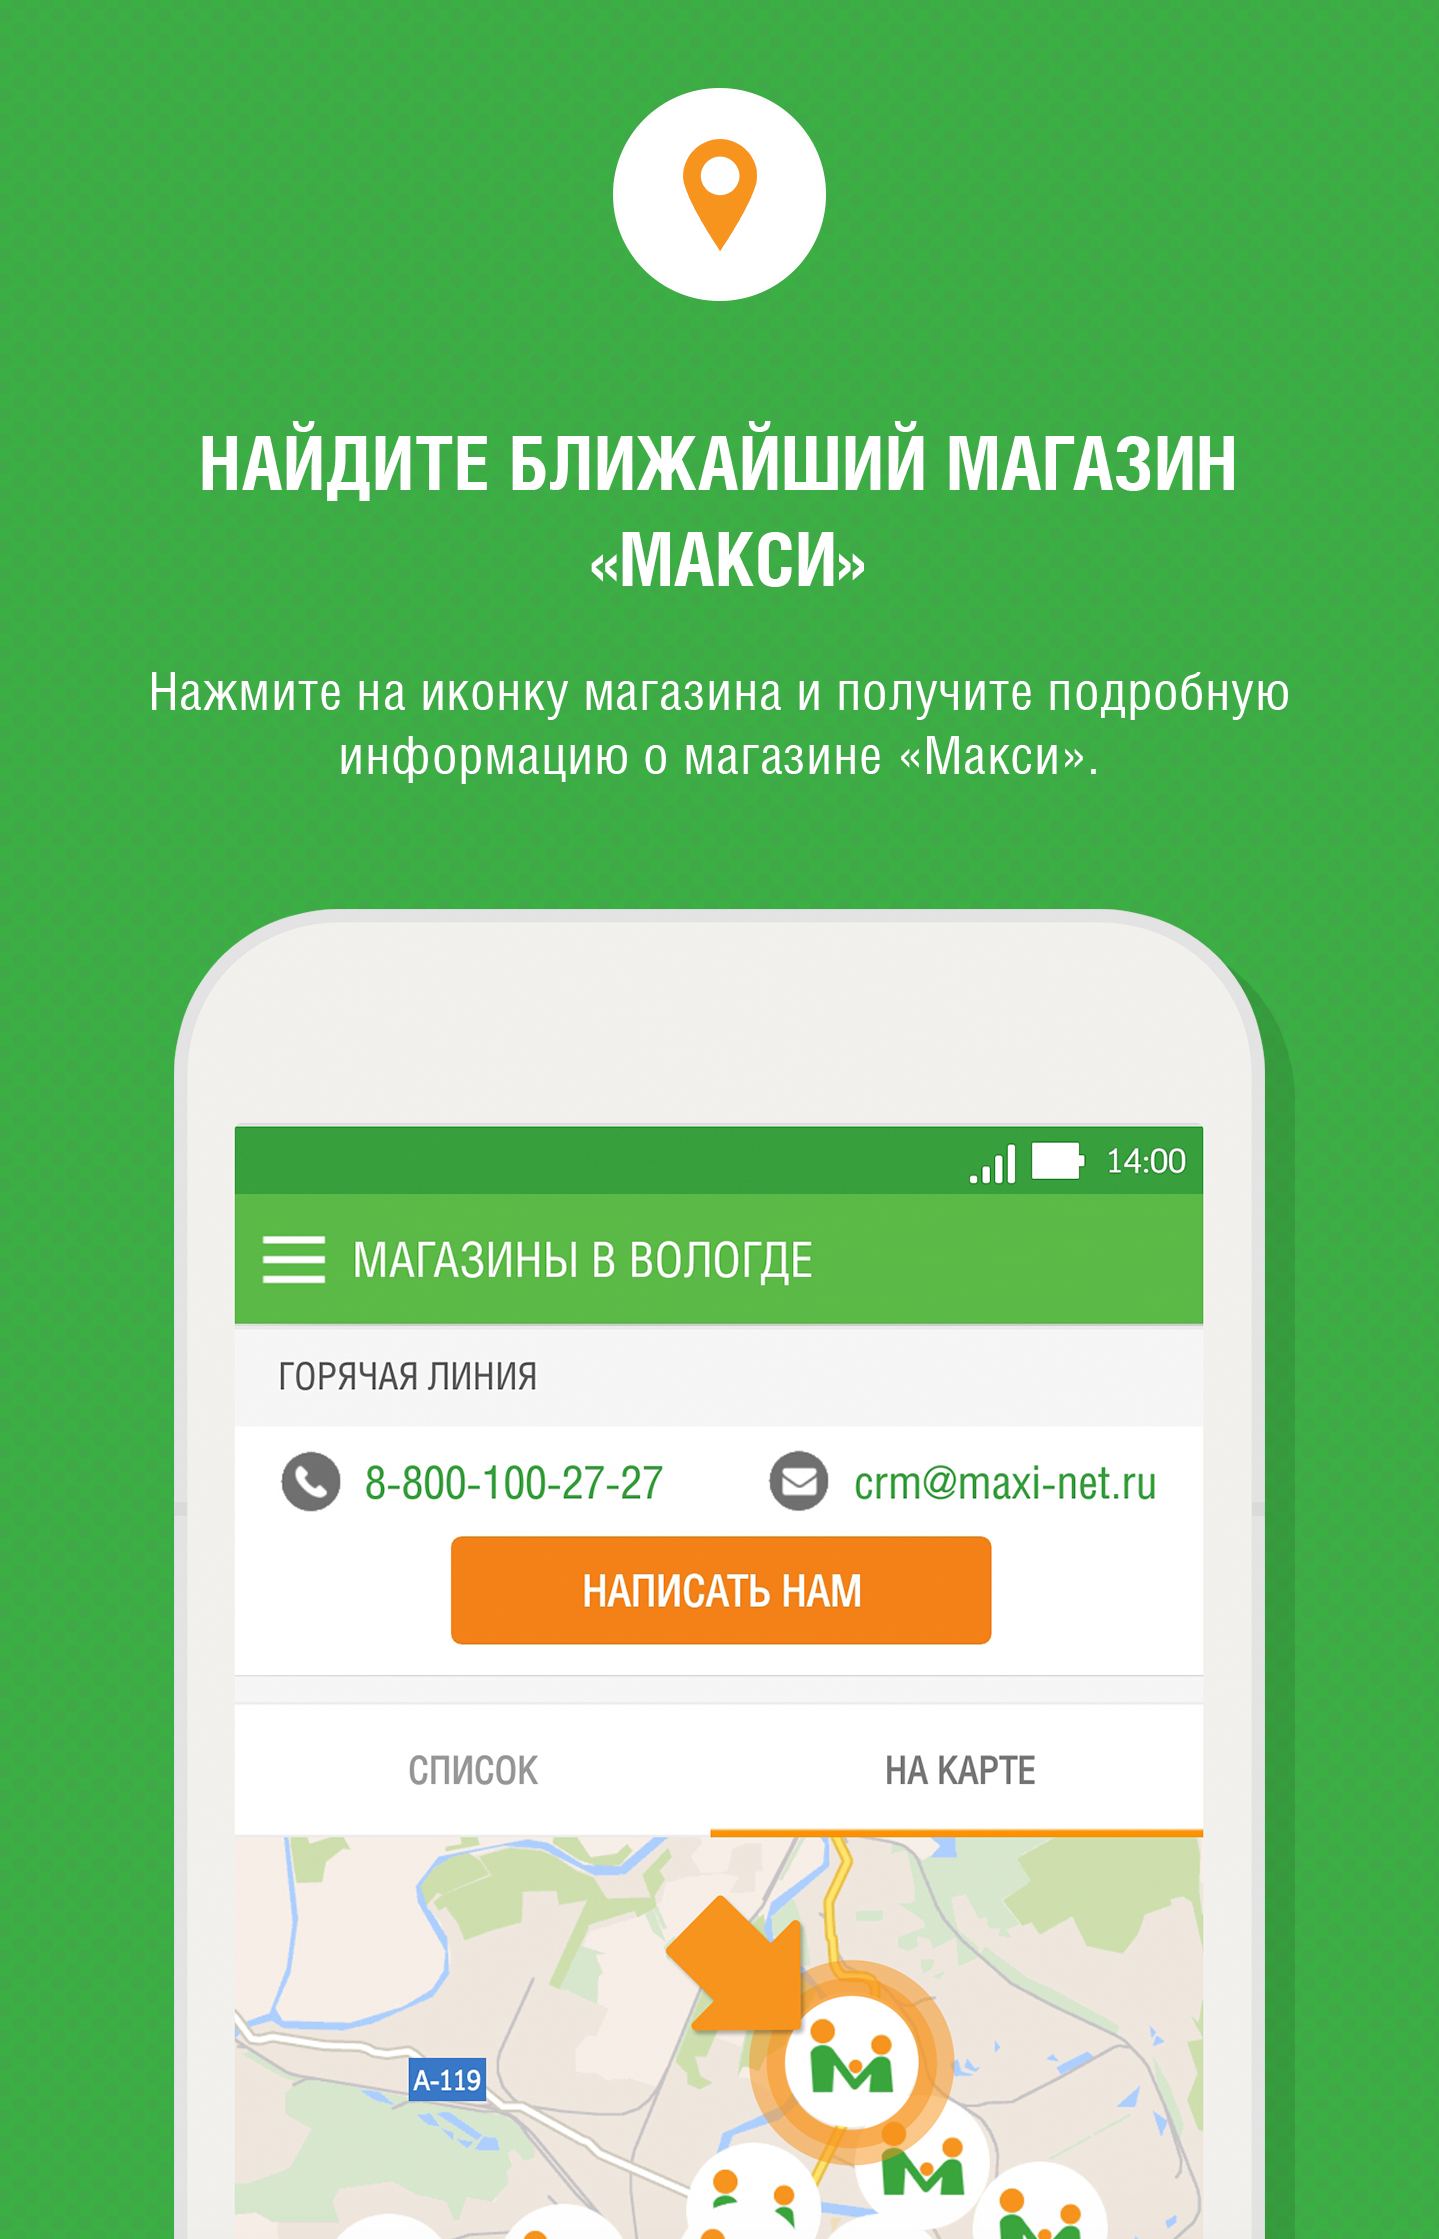 НАЙДИТЕ БЛИЖАЙШИЙ МАГАЗИН
«МАКСИ»
Нажмите на иконку магазина и получите подробную
информацию о магазине «Макси».
14:00
МАГАЗИНЫ В ВОЛОГДЕ
ГОРЯЧАЯ ЛИНИЯ
8-800-100-27-27 crm@maxi-net.ru
НАПИСАТЬ НАМ
СПИСОК НА КАРТЕ
А-119